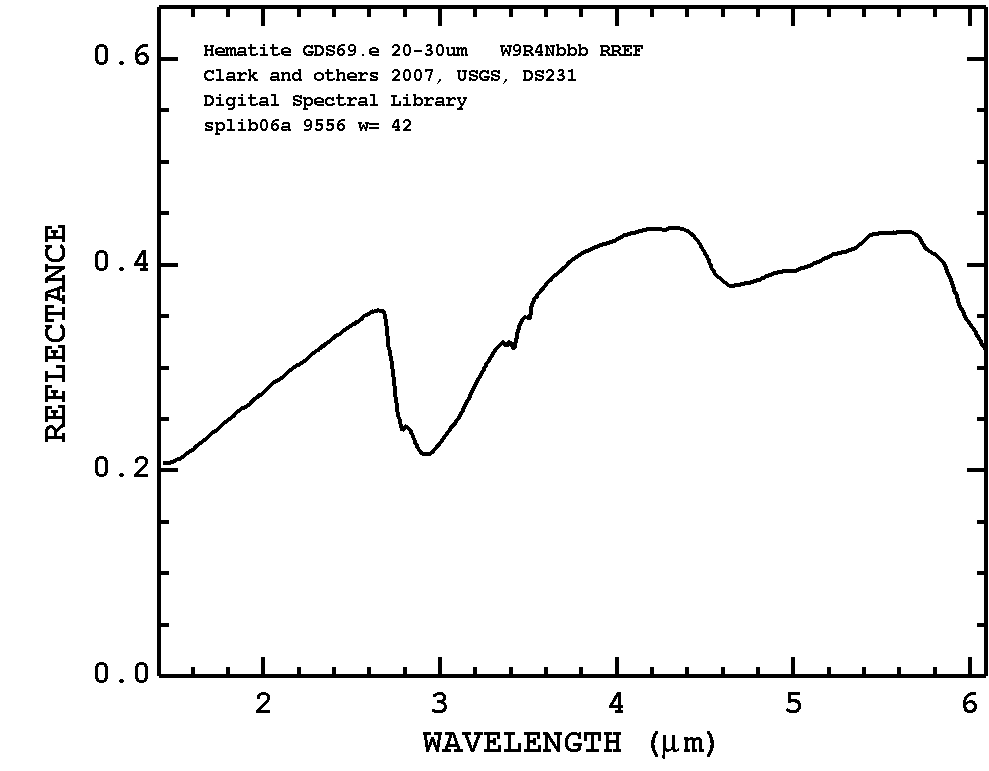 Hematite GDS69.e 20-30um W9R4Nbbb RREF
Clark and others 2007, USGS, DS231
Digital Spectral Library
splib06a 9556 w= 42
REFLECTANCE
0.6
0.4
0.2
0.0
2 3 4 5 6
WAVELENGTH (μm)